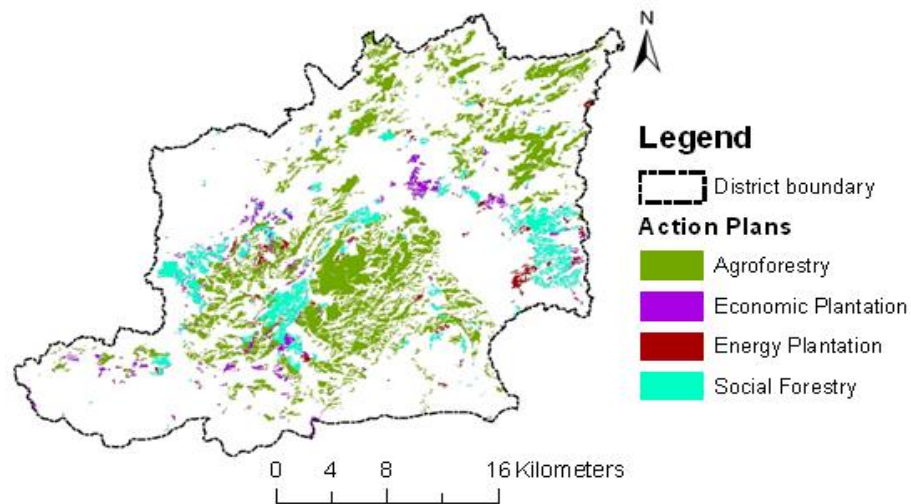 N
Legend
District boundary
Action Plans
Agroforestry
Economic Plantation
Energy Plantation
Social Forestry
0 4 8 16 Kilometers